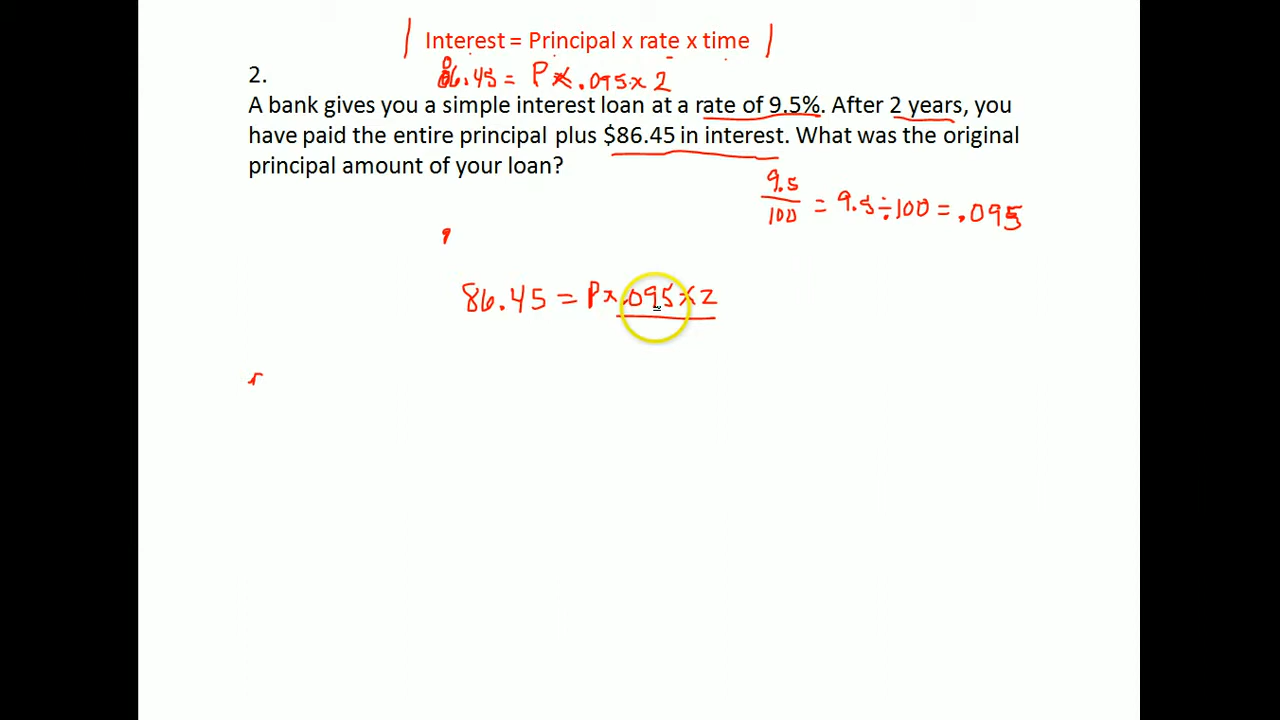 | Interest = Principal x rate x time |
86.45 = P x .095 x 2
2.
A bank gives you a simple interest loan at a rate of 9.5%. After 2 years, you
have paid the entire principal plus $86.45 in interest. What was the original
principal amount of your loan?
9.5/100 = 9.5 ÷ 100 = .095
86.45 = P x .095 x 2